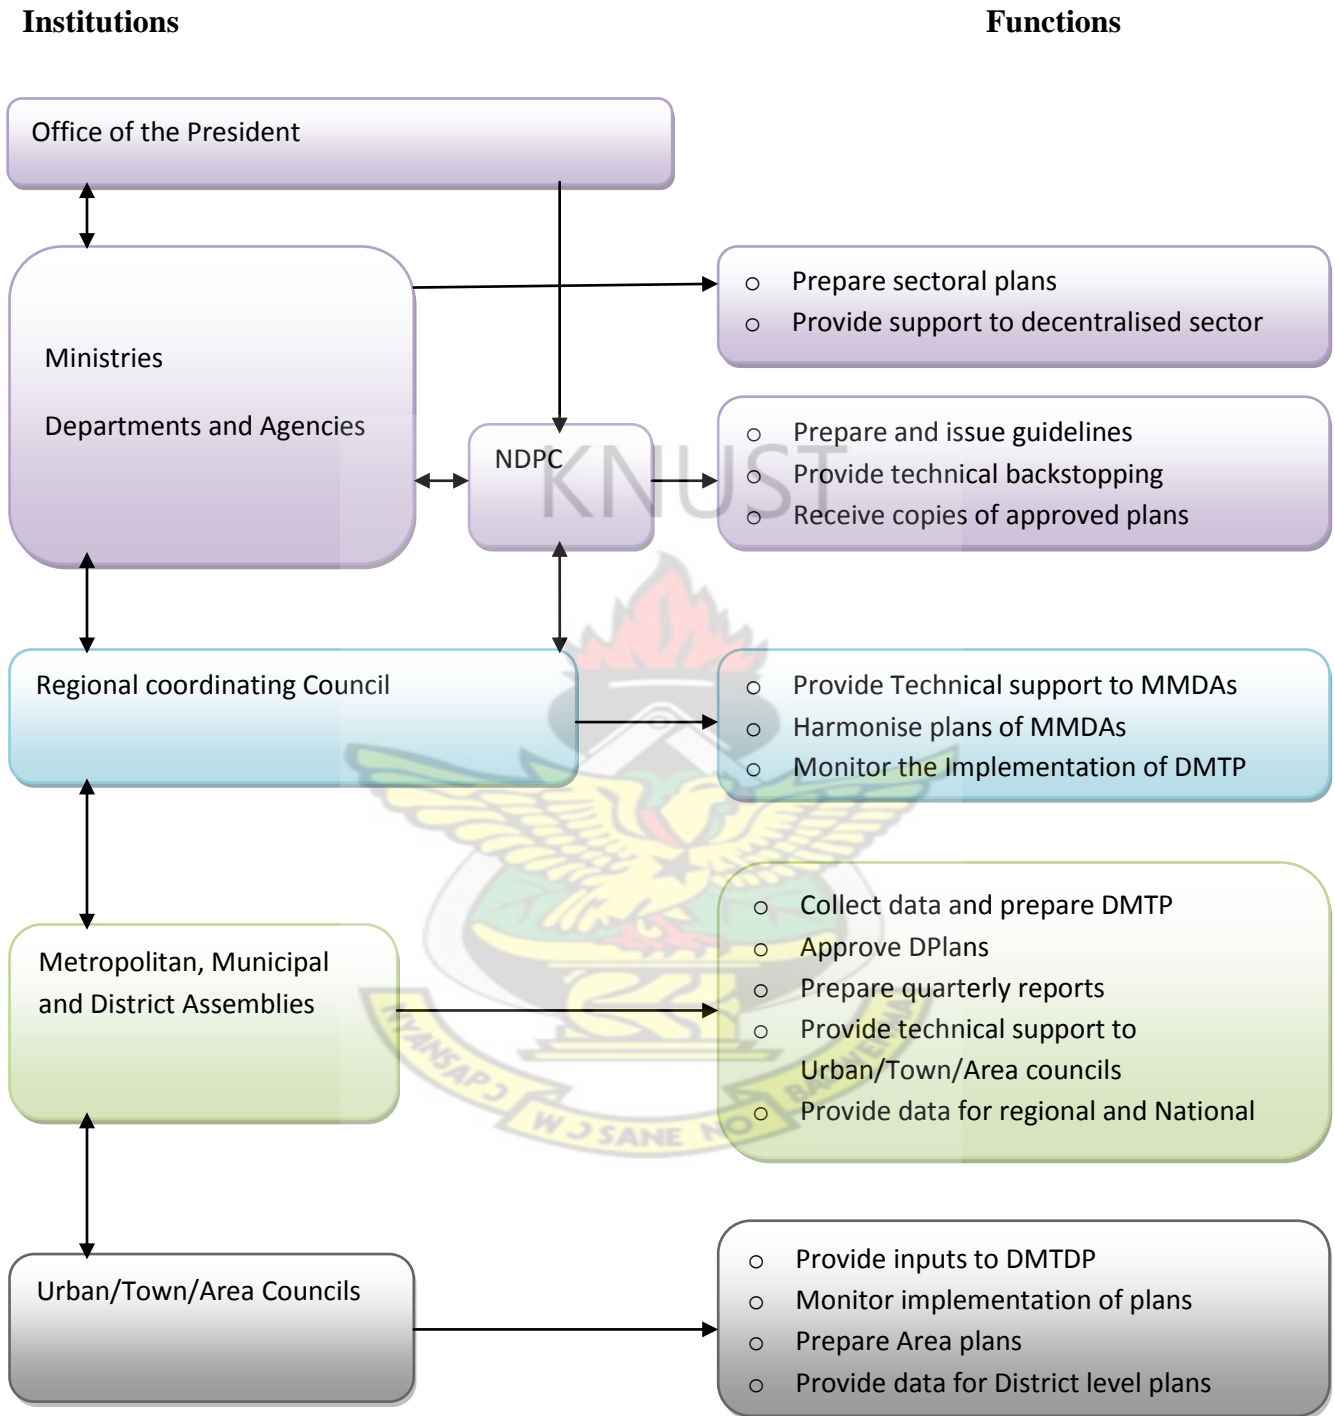 Institutions
Functions
Office of the President
Ministries
Departments and Agencies
o Prepare sectoral plans
o Provide support to decentralised sector
NDPC
o Prepare and issue guidelines
o Provide technical backstopping
o Receive copies of approved plans
KNUST
Regional coordinating Council
o Provide Technical support to MMDAs
o Harmonise plans of MMDAs
o Monitor the Implementation of DMTP
Metropolitan, Municipal
and District Assemblies
o Collect data and prepare DMTP
o Approve DPlans
o Prepare quarterly reports
o Provide technical support to
Urban/Town/Area councils
o Provide data for regional and National
NYANSAPƆ WƆ SANE NO BADWENMA
Urban/Town/Area Councils
o Provide inputs to DMTDP
o Monitor implementation of plans
o Prepare Area plans
o Provide data for District level plans